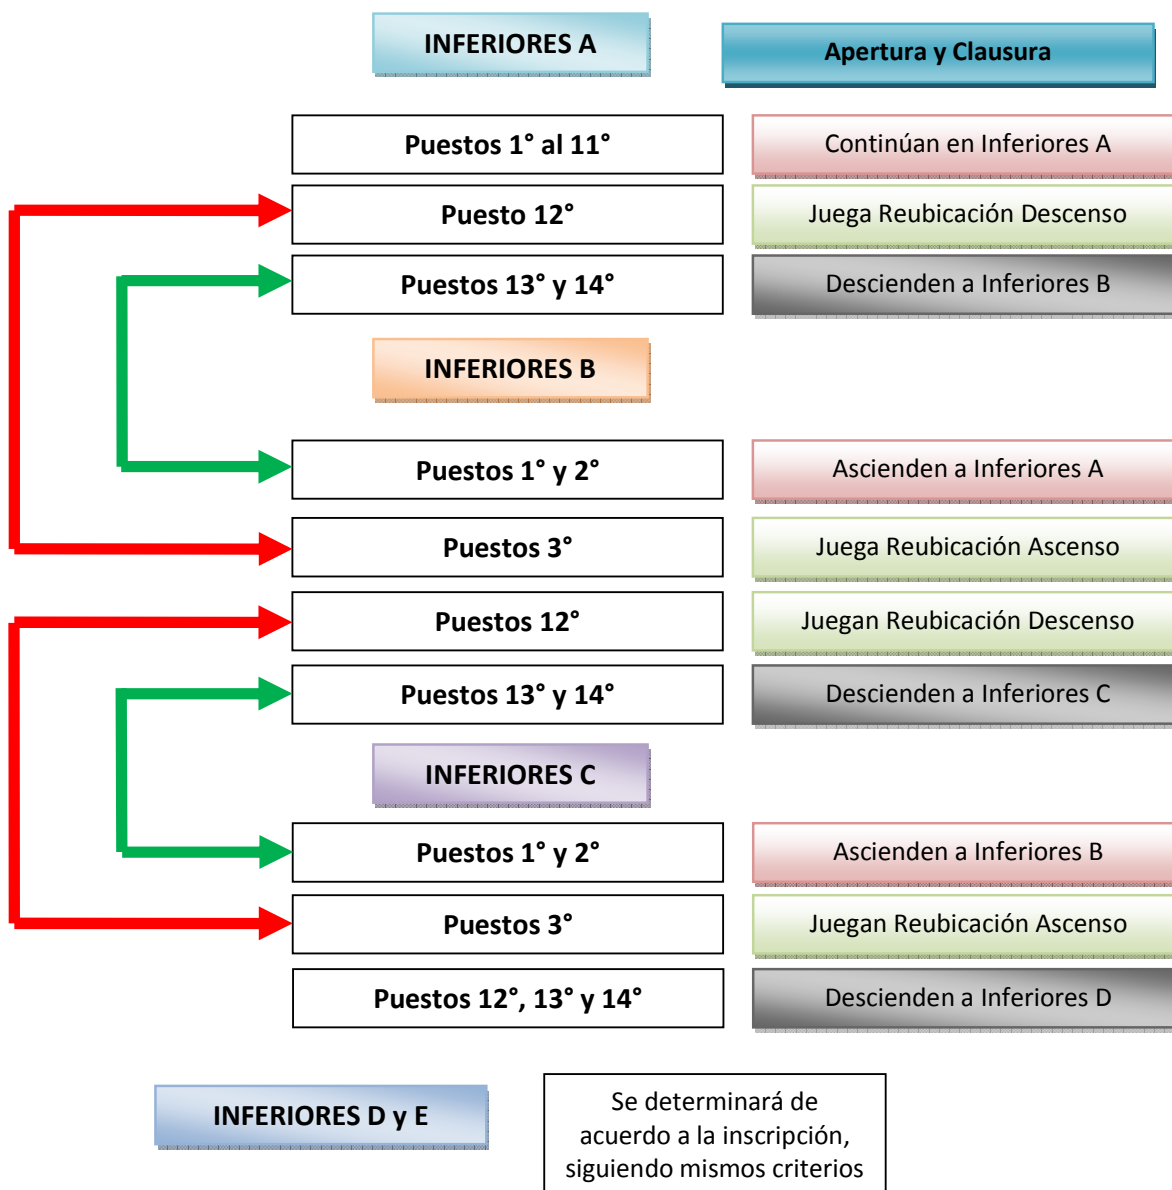 INFERIORES A
Apertura y Clausura
Puestos 1° al 11°
Continúan en Inferiores A
Puesto 12°
Juega Reubicación Descenso
Puestos 13° y 14°
Descienden a Inferiores B
INFERIORES B
Puestos 1° y 2°
Ascienden a Inferiores A
Puestos 3°
Juega Reubicación Ascenso
Puestos 12°
Juegan Reubicación Descenso
Puestos 13° y 14°
Descienden a Inferiores C
INFERIORES C
Puestos 1° y 2°
Ascienden a Inferiores B
Puestos 3°
Juegan Reubicación Ascenso
Puestos 12°, 13° y 14°
Descienden a Inferiores D
INFERIORES D y E
Se determinará de
acuerdo a la inscripción,
siguiendo mismos criterios